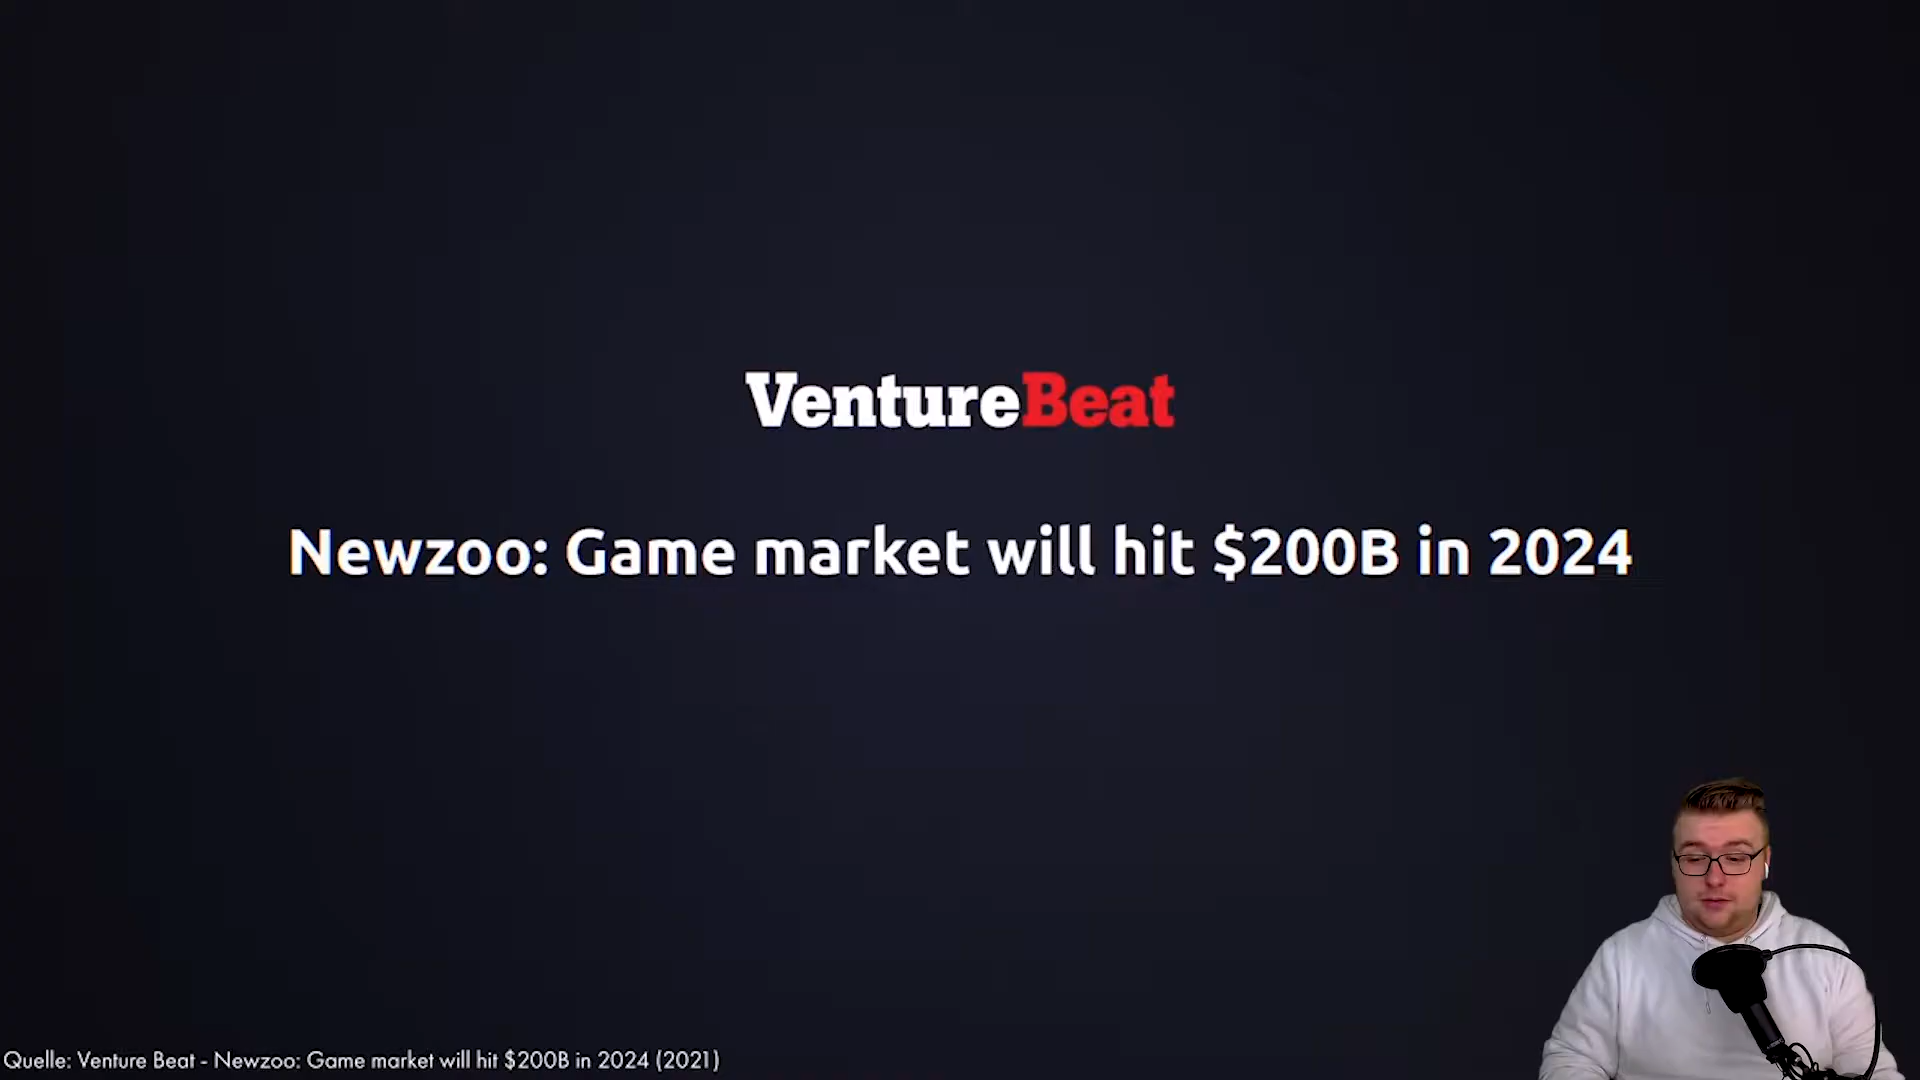 VentureBeat
Newzoo: Game market will hit $200B in 2024
Quelle: Venture Beat - Newzoo: Game market will hit $200B in 2024 (2021)